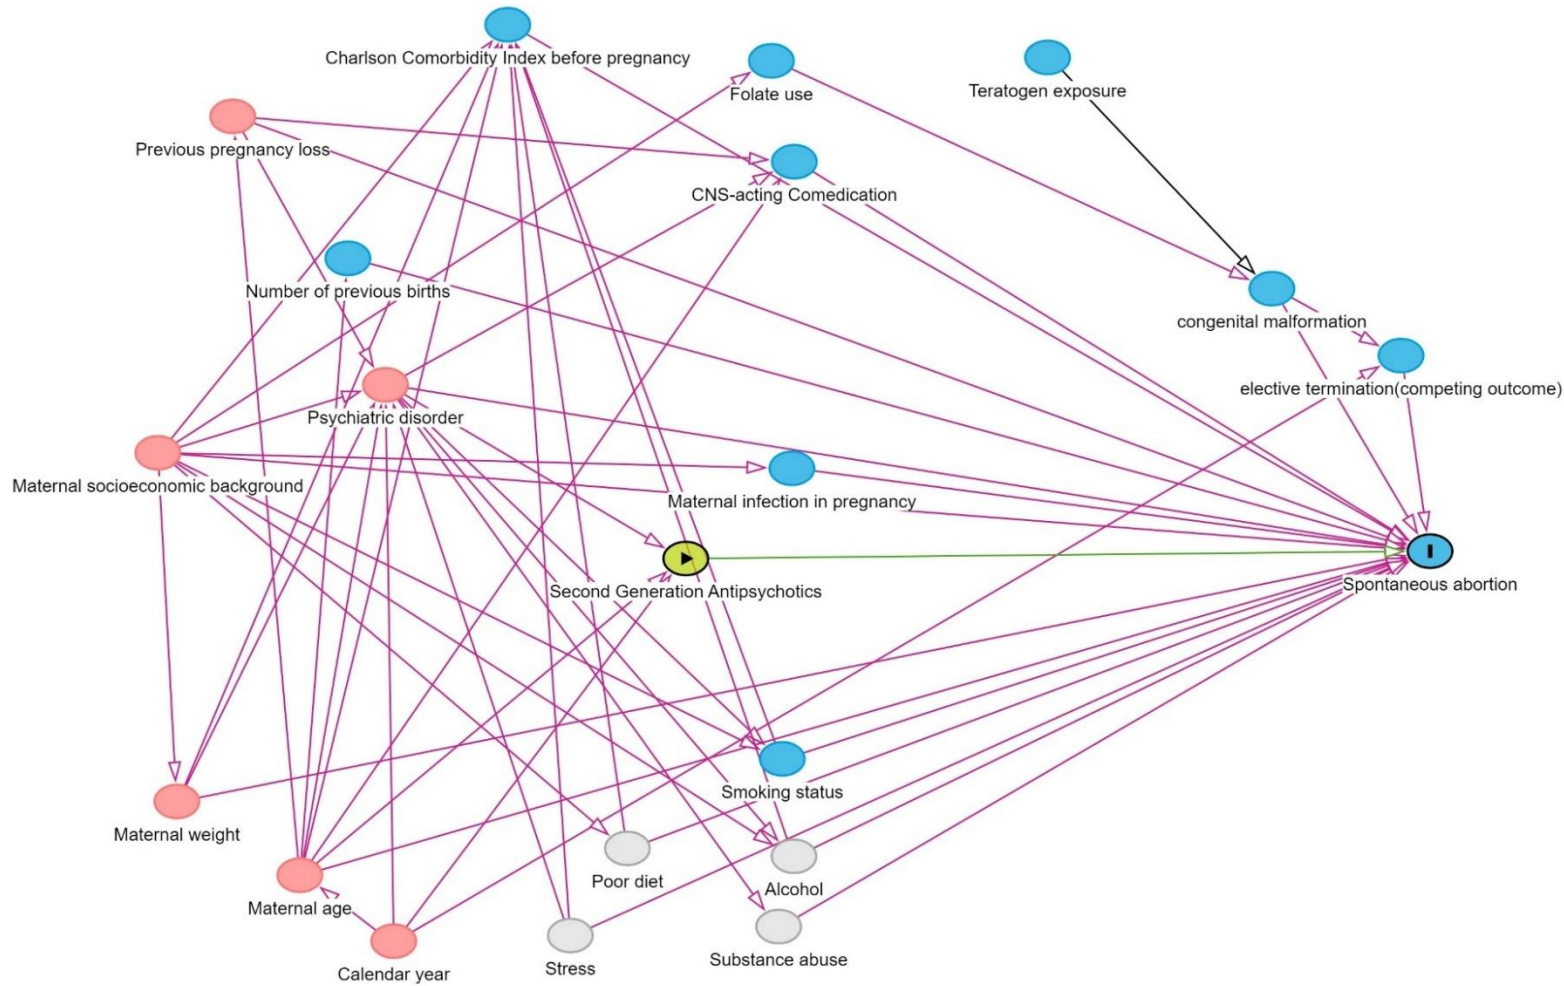 Charlson Comorbidity Index before pregnancy
Folate use
Teratogen exposure
Previous pregnancy loss
CNS-acting Comedication
Number of previous births
congenital malformation
elective termination(competing outcome)
Psychiatric disorder
Maternal socioeconomic background
Maternal infection in pregnancy
Second Generation Antipsychotics
Spontaneous abortion
Smoking status
Maternal weight
Poor diet
Alcohol
Maternal age
Substance abuse
Stress
Calendar year